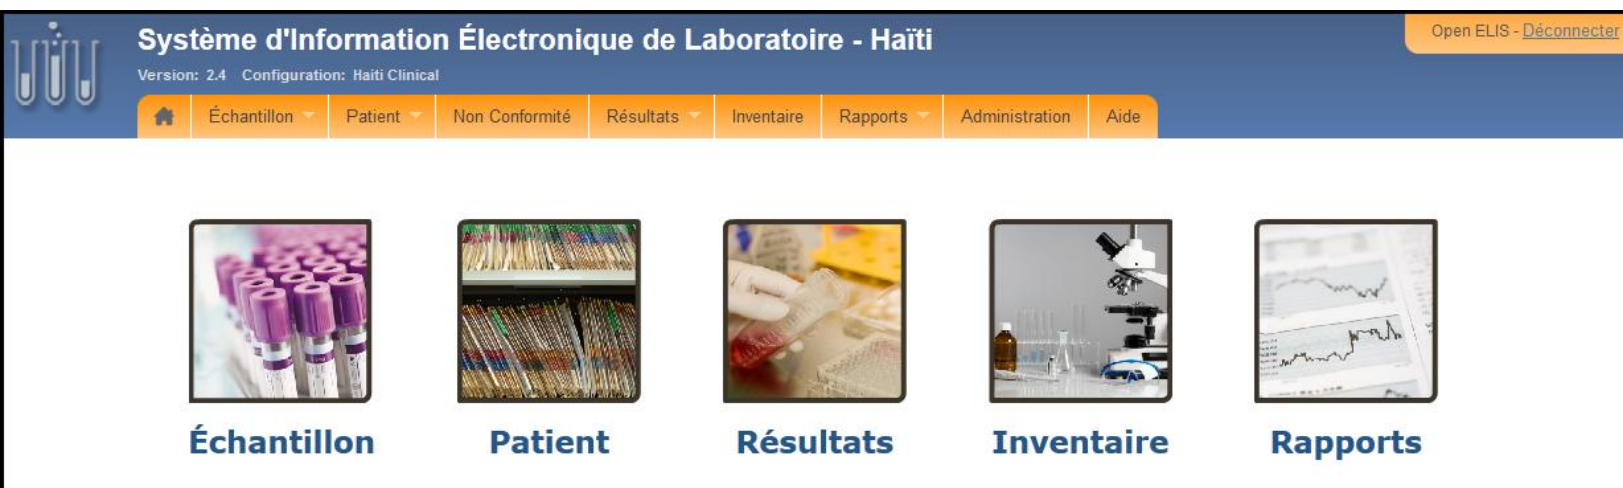 Système d'Information Électronique de Laboratoire - Haïti
Open ELIS - Déconnecter
Version: 2.4 Configuration: Haiti Clinical
Échantillon Patient Non Conformité Résultats Inventaire Rapports Administration Aide
Échantillon Patient Résultats Inventaire Rapports